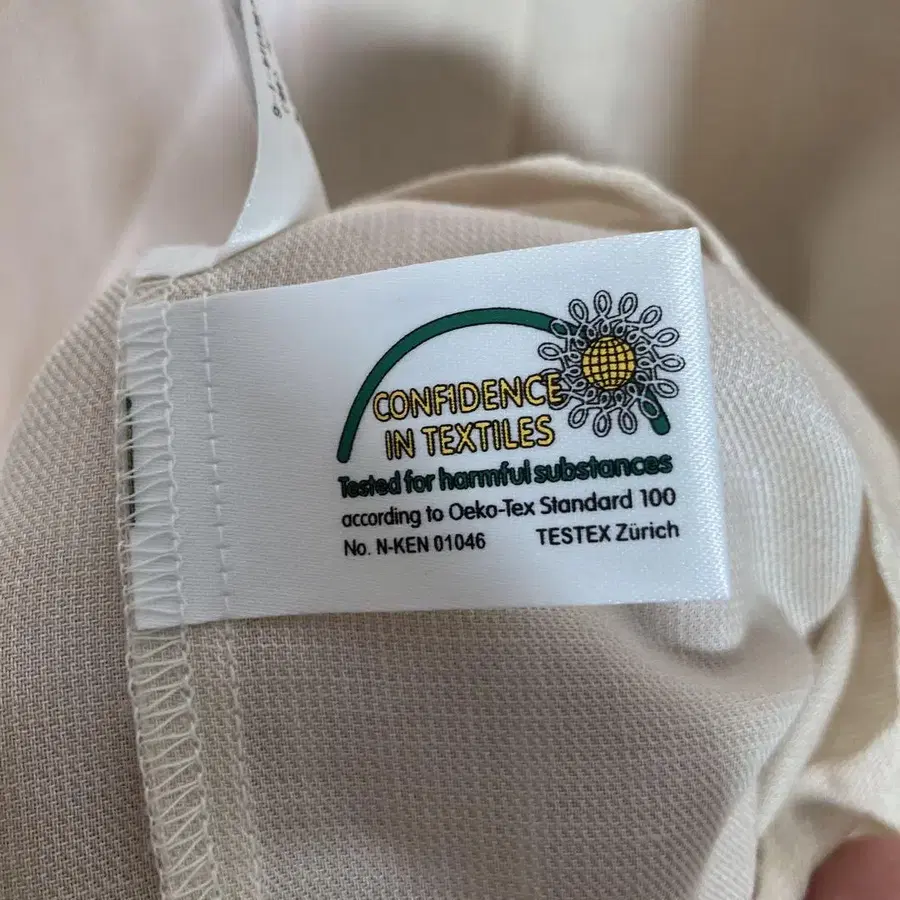 CONFIDENCE
IN TEXTILES
Tested for harmful substances
according to Oeko-Tex Standard 100
No. N-KEN 01046 TESTEX Zürich